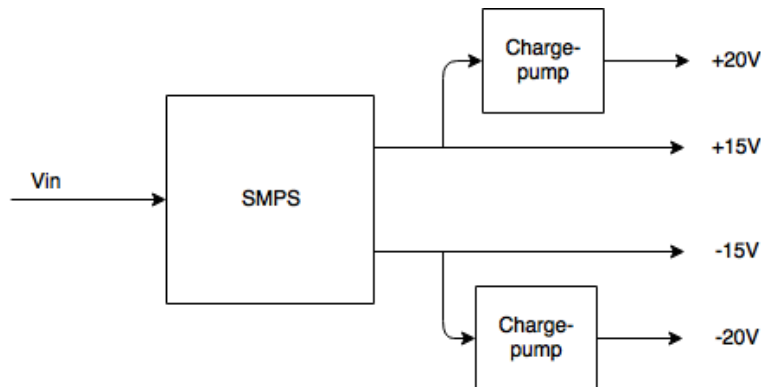 Charge-
pump
+20V
+15V
Vin
SMPS
-15V
Charge-
pump
-20V